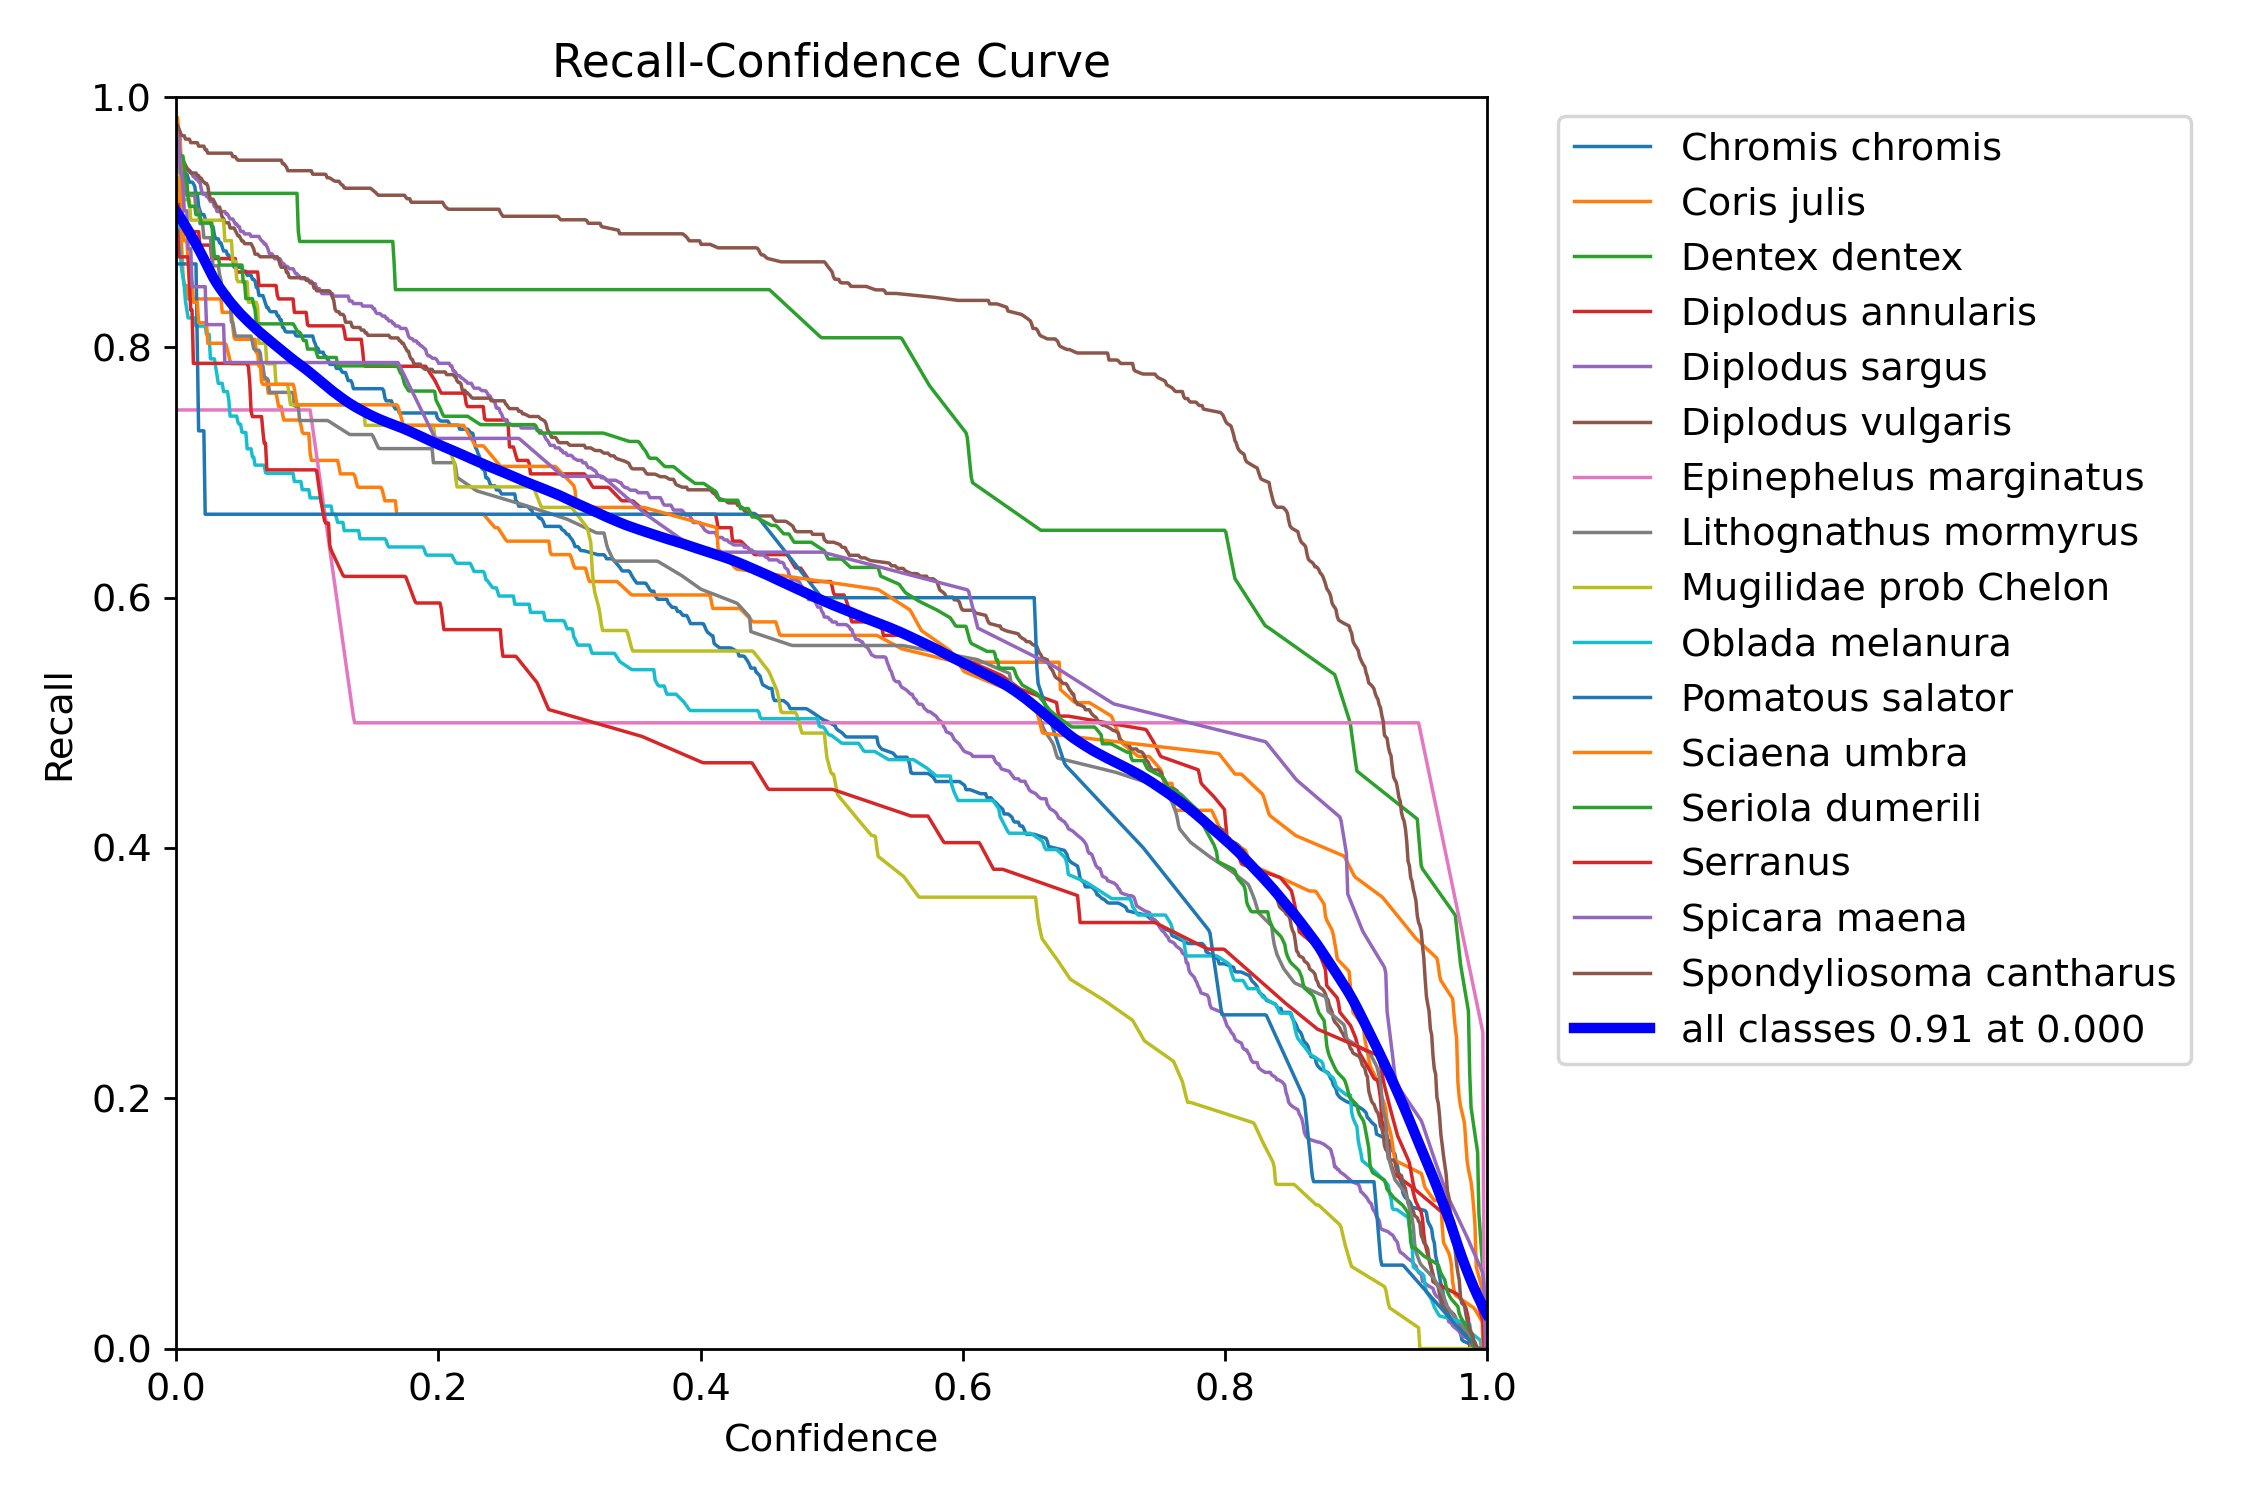 Recall-Confidence Curve
1.0
0.8
0.6
0.4
0.2
0.0
Recall
0.0 0.2 0.4 0.6 0.8 1.0
Confidence
Chromis chromis
Coris julis
Dentex dentex
Diplodus annularis
Diplodus sargus
Diplodus vulgaris
Epinephelus marginatus
Lithognathus mormyrus
Mugilidae prob Chelon
Oblada melanura
Pomatous salator
Sciaena umbra
Seriola dumerili
Serranus
Spicara maena
Spondyliosoma cantharus
all classes 0.91 at 0.000